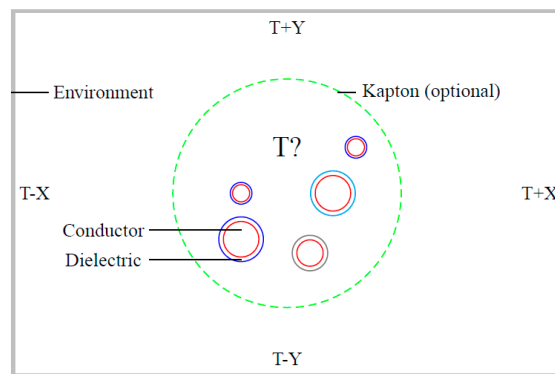 T+Y
Environment
Kapton (optional)
T?
T-X
T+X
Conductor
Dielectric
T-Y